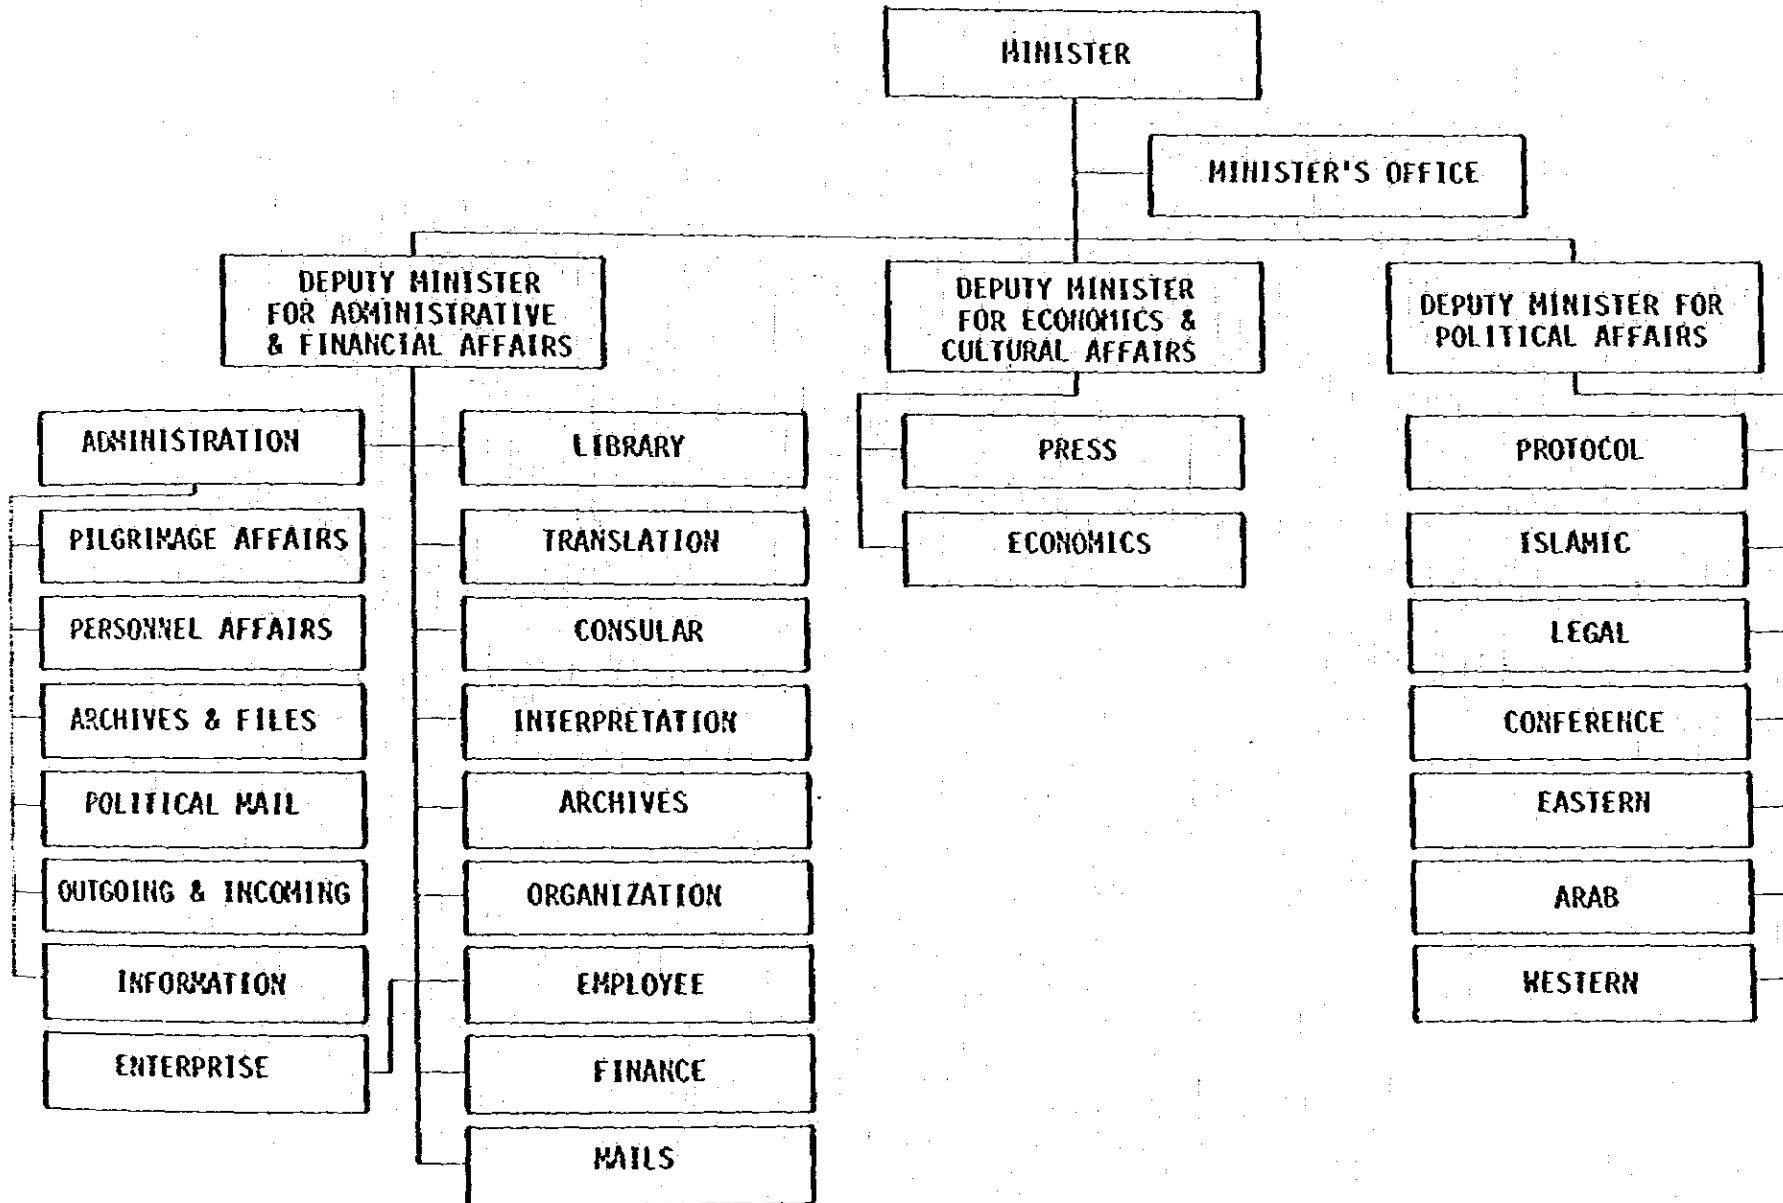 MINISTER
MINISTER'S OFFICE
DEPUTY MINISTER
FOR ADMINISTRATIVE
& FINANCIAL AFFAIRS
DEPUTY MINISTER
FOR ECONOMICS &
CULTURAL AFFAIRS
DEPUTY MINISTER FOR
POLITICAL AFFAIRS
ADMINISTRATION
PILGRIMAGE AFFAIRS
PERSONNEL AFFAIRS
ARCHIVES & FILES
POLITICAL MAIL
OUTGOING & INCOMING
INFORMATION
ENTERPRISE
LIBRARY
TRANSLATION
CONSULAR
INTERPRETATION
ARCHIVES
ORGANIZATION
EMPLOYEE
FINANCE
MAILS
PRESS
ECONOMICS
PROTOCOL
ISLAMIC
LEGAL
CONFERENCE
EASTERN
ARAB
WESTERN